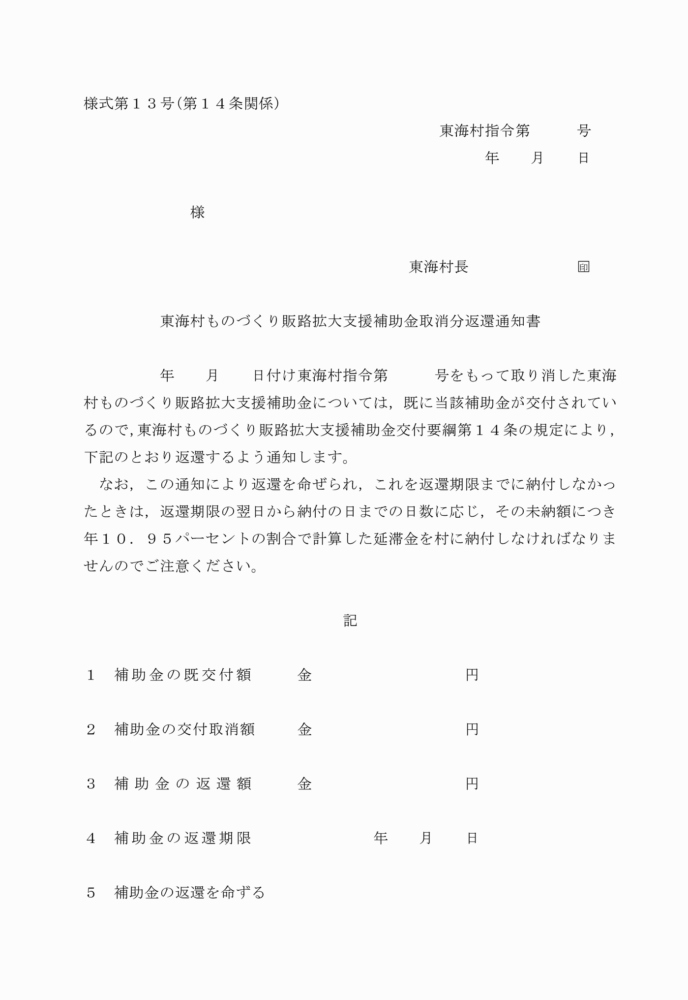 様式第１３号（第１４条関係）
東海村指令第　　　号
年　　月　　日
様
東海村長　　　　　　　㊞
東海村ものづくり販路拡大支援補助金取消分返還通知書
年　　月　　日付け東海村指令第　　　号をもって取り消した東海
村ものづくり販路拡大支援補助金については，既に当該補助金が交付されてい
るので，東海村ものづくり販路拡大支援補助金交付要綱第１４条の規定により，
下記のとおり返還するよう通知します。
なお，この通知により返還を命ぜられ，これを返還期限までに納付しなかっ
たときは，返還期限の翌日から納付の日までの日数に応じ，その未納額につき
年１０．９５パーセントの割合で計算した延滞金を村に納付しなければなりま
せんのでご注意ください。
記
１　補助金の既交付額　　　金　　　　　　　　　　円
２　補助金の交付取消額　　　金　　　　　　　　　　円
３　補助金の返還額　　　金　　　　　　　　　　円
４　補助金の返還期限　　　　　　　　年　　月　　日
５　補助金の返還を命ずる